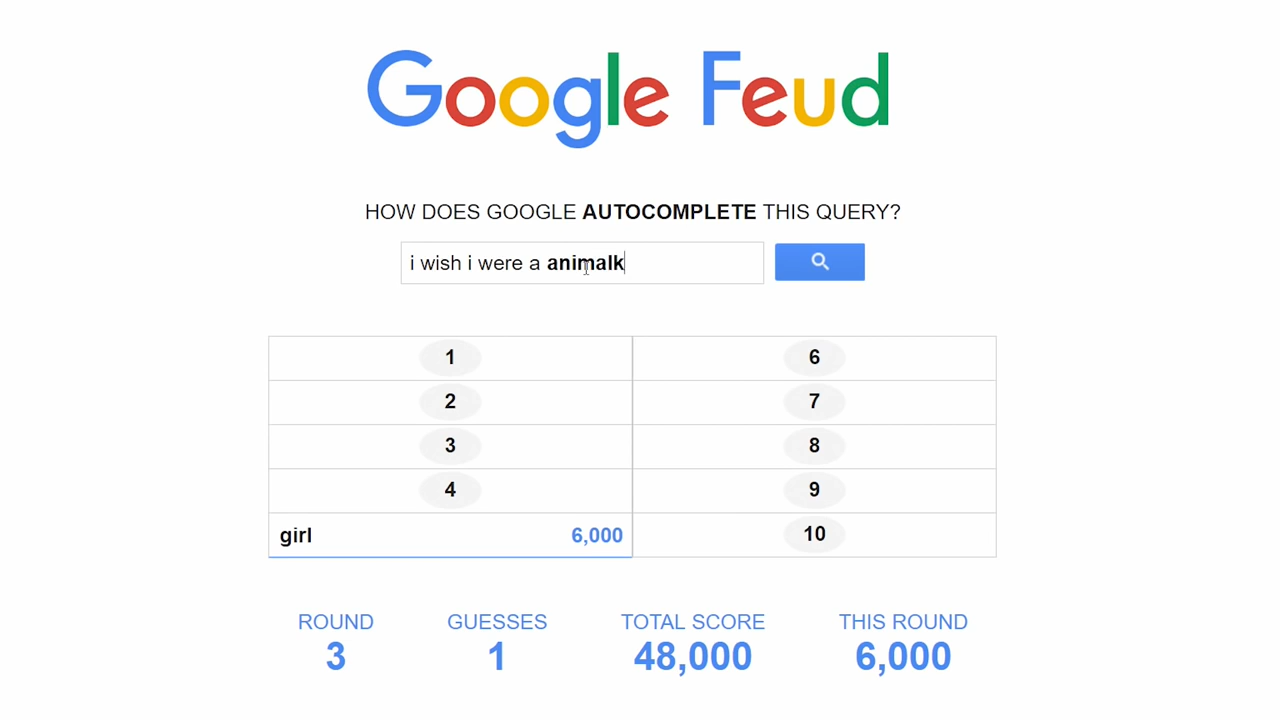 Google Feud
HOW DOES GOOGLE AUTOCOMPLETE THIS QUERY?
i wish i were a animalk
1
2
3
4
girl 6,000
6
7
8
9
10
ROUND
3
GUESSES
1
TOTAL SCORE
48,000
THIS ROUND
6,000